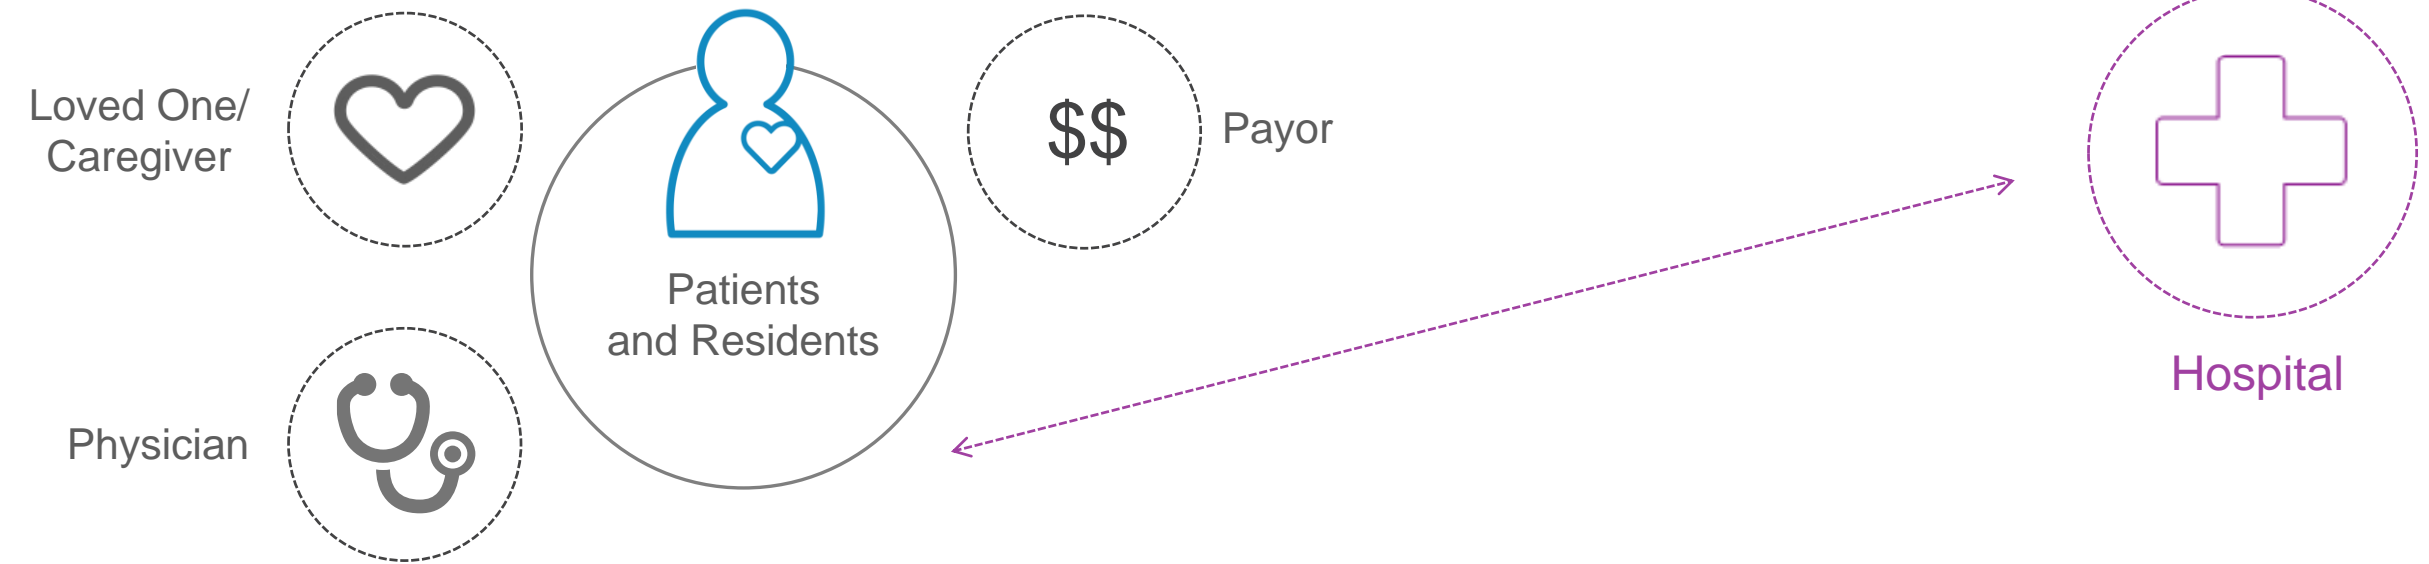 Loved One/
Caregiver
$$
Payor
Patients
and Residents
Physician
Hospital